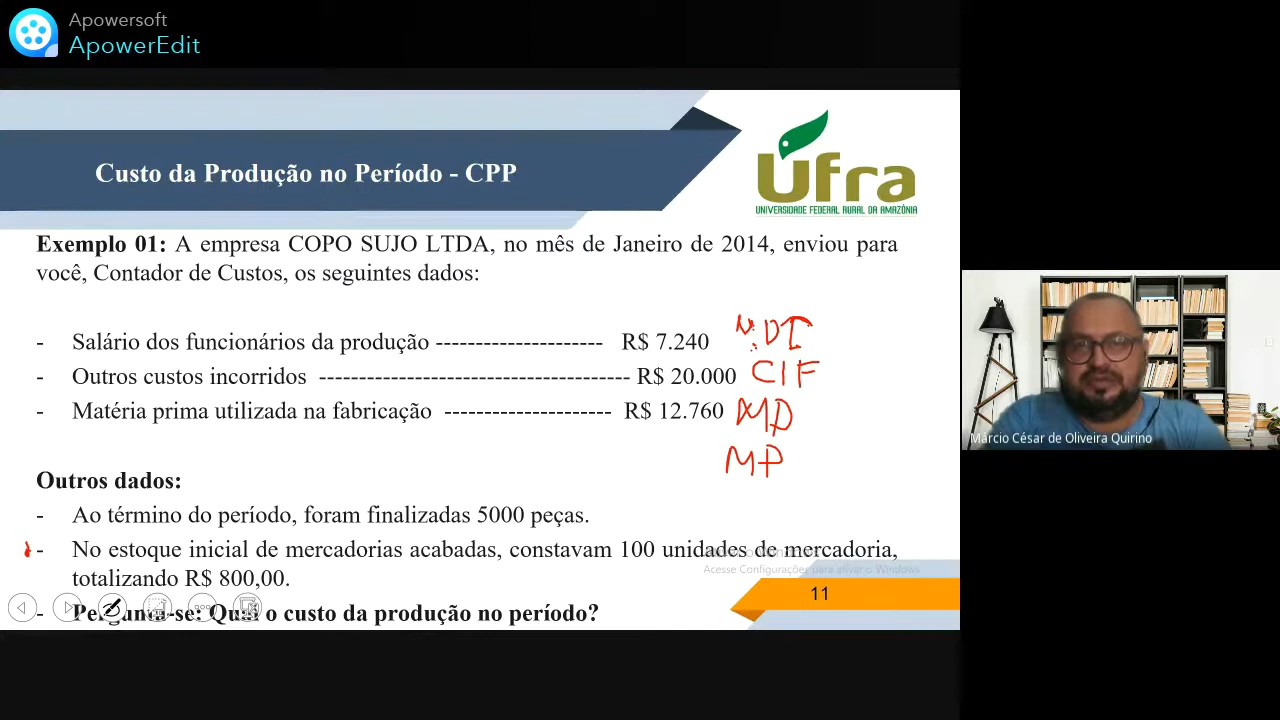 Apowersoft
ApowerEdit
Custo da Produção no Período - CPP
Ufra
UNIVERSIDADE FEDERAL RURAL DA AMAZÔNIA
Exemplo 01: A empresa COPO SUJO LTDA, no mês de Janeiro de 2014, enviou para
você, Contador de Custos, os seguintes dados:
- Salário dos funcionários da produção -------------------- R$ 7.240
- Outros custos incorridos ------------------------------------- R$ 20.000 CIF
- Matéria prima utilizada na fabricação --------------------- R$ 12.760 MD
MP
Outros dados:
- Ao término do período, foram finalizadas 5000 peças.
- No estoque inicial de mercadorias acabadas, constavam 100 unidades de mercadoria,
totalizando R$ 800,00.
Acesse Configurações para ativar o Windows
- Pergunta-se: Qual o custo da produção no período?
11
Márcio César de Oliveira Quirino